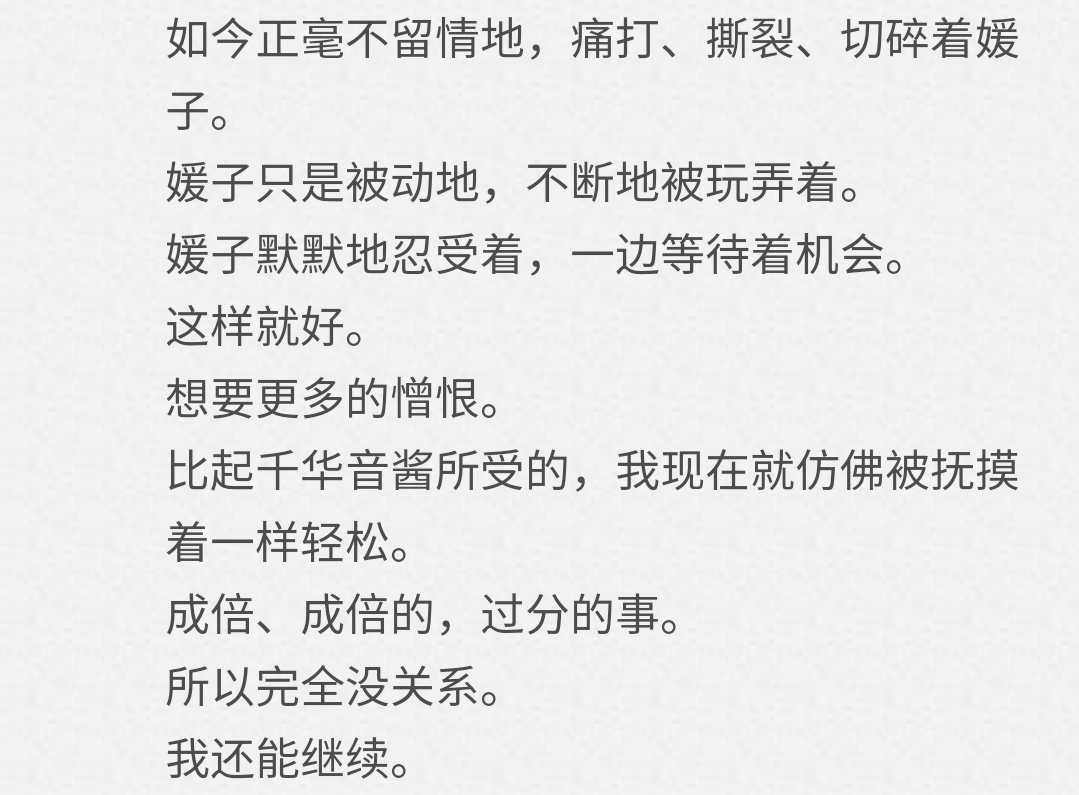 如今正毫不留情地，痛打、撕裂、切碎着媛
子。
媛子只是被动地，不断地被玩弄着。
媛子默默地忍受着，一边等待着机会。
这样就好。
想要更多的憎恨。
比起千华音酱所受的，我现在就仿佛被抚摸
着一样轻松。
成倍、成倍的，过分的事。
所以完全没关系。
我还能继续。